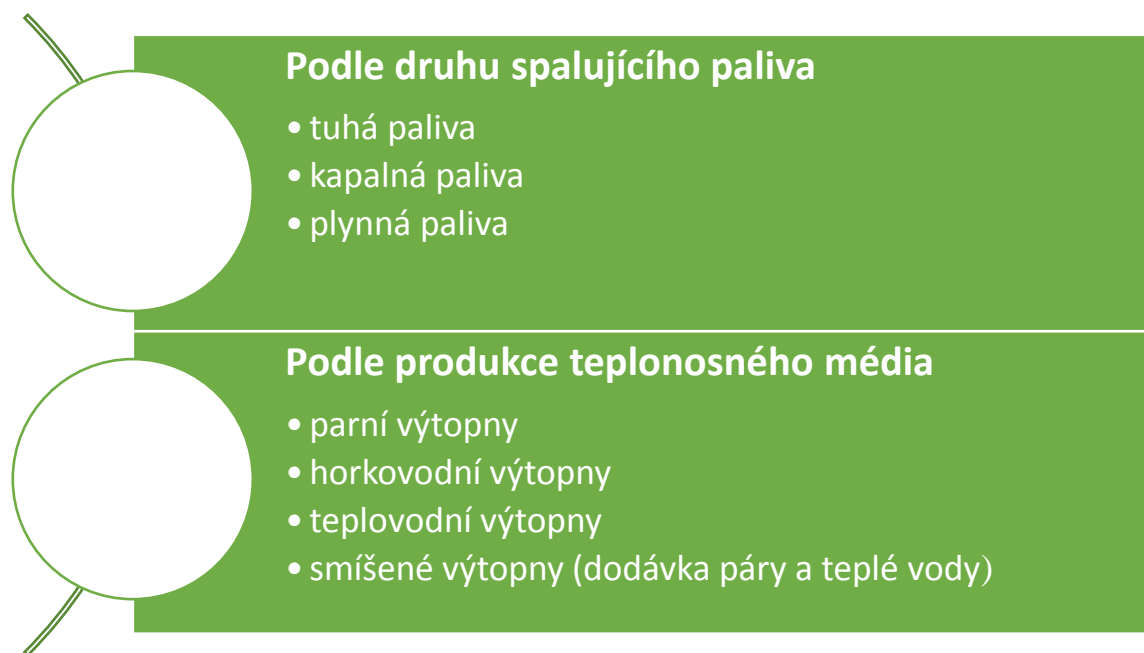 Podle druhu spalujícího paliva
• tuhá paliva
• kapalná paliva
• plynná paliva
Podle produkce teplonosného média
• parní výtopny
• horkovodní výtopny
• teplovodní výtopny
• smíšené výtopny (dodávka páry a teplé vody)